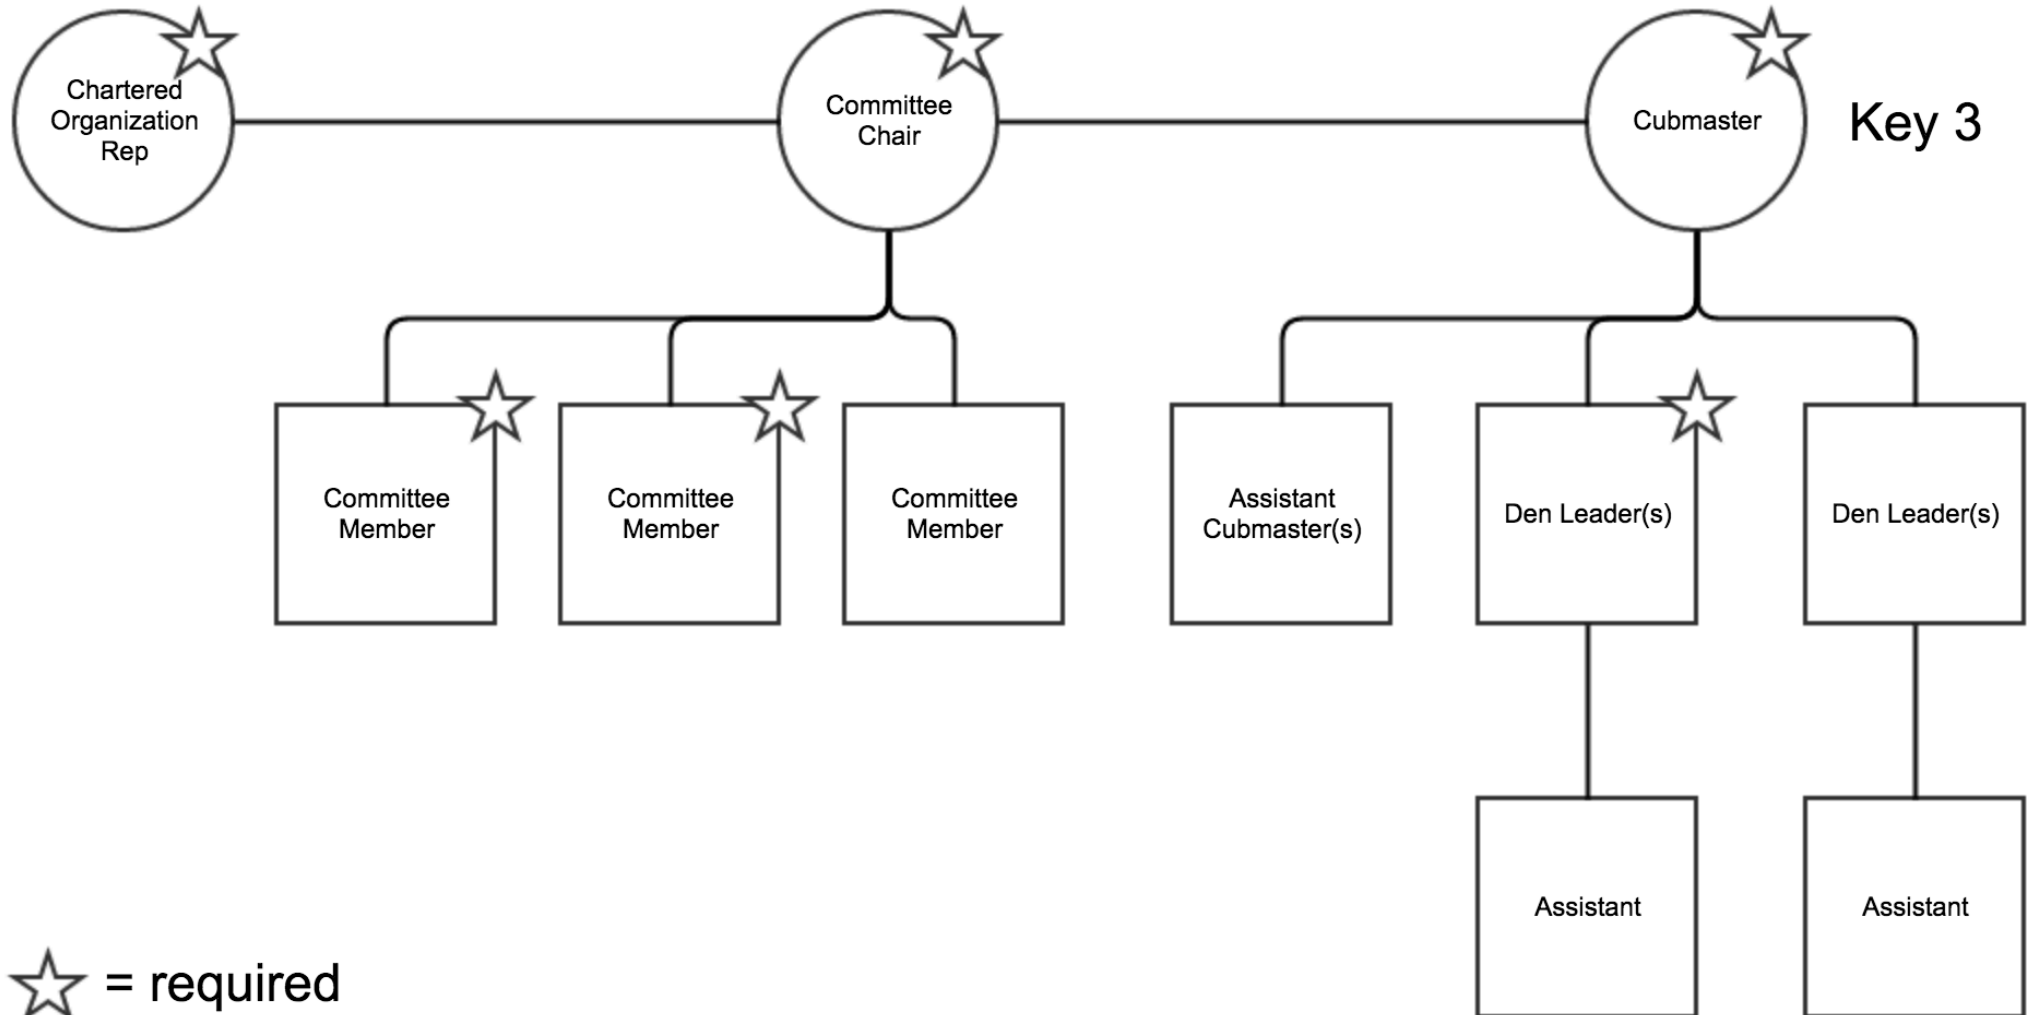 Chartered
Organization
Rep
Committee
Chair
Cubmaster
Key 3
Committee
Member
Committee
Member
Committee
Member
Assistant
Cubmaster(s)
Den Leader(s)
Den Leader(s)
Assistant
Assistant
= required